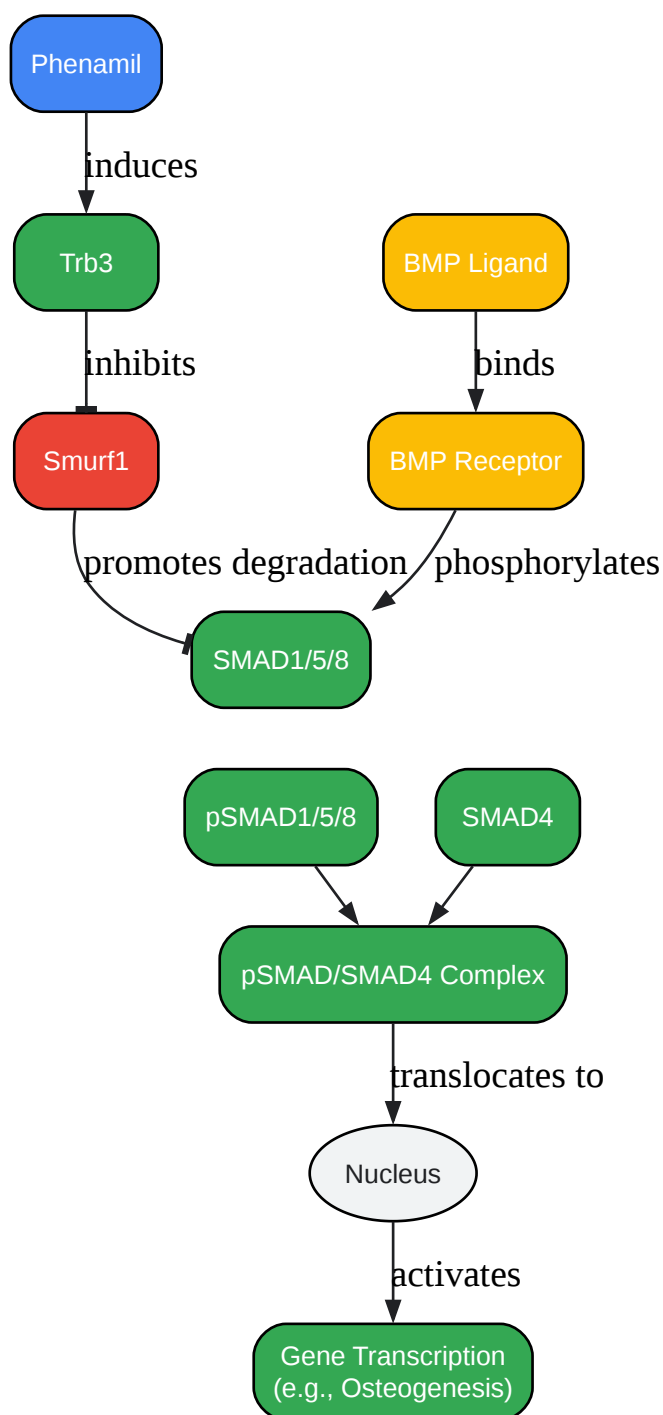 Phenamil
induces
Trb3
BMP Ligand
inhibits
binds
Smurf1
BMP Receptor
promotes degradation
phosphorylates
SMAD1/5/8
pSMAD1/5/8
SMAD4
pSMAD/SMAD4 Complex
translocates to
Nucleus
activates
Gene Transcription
(e.g., Osteogenesis)